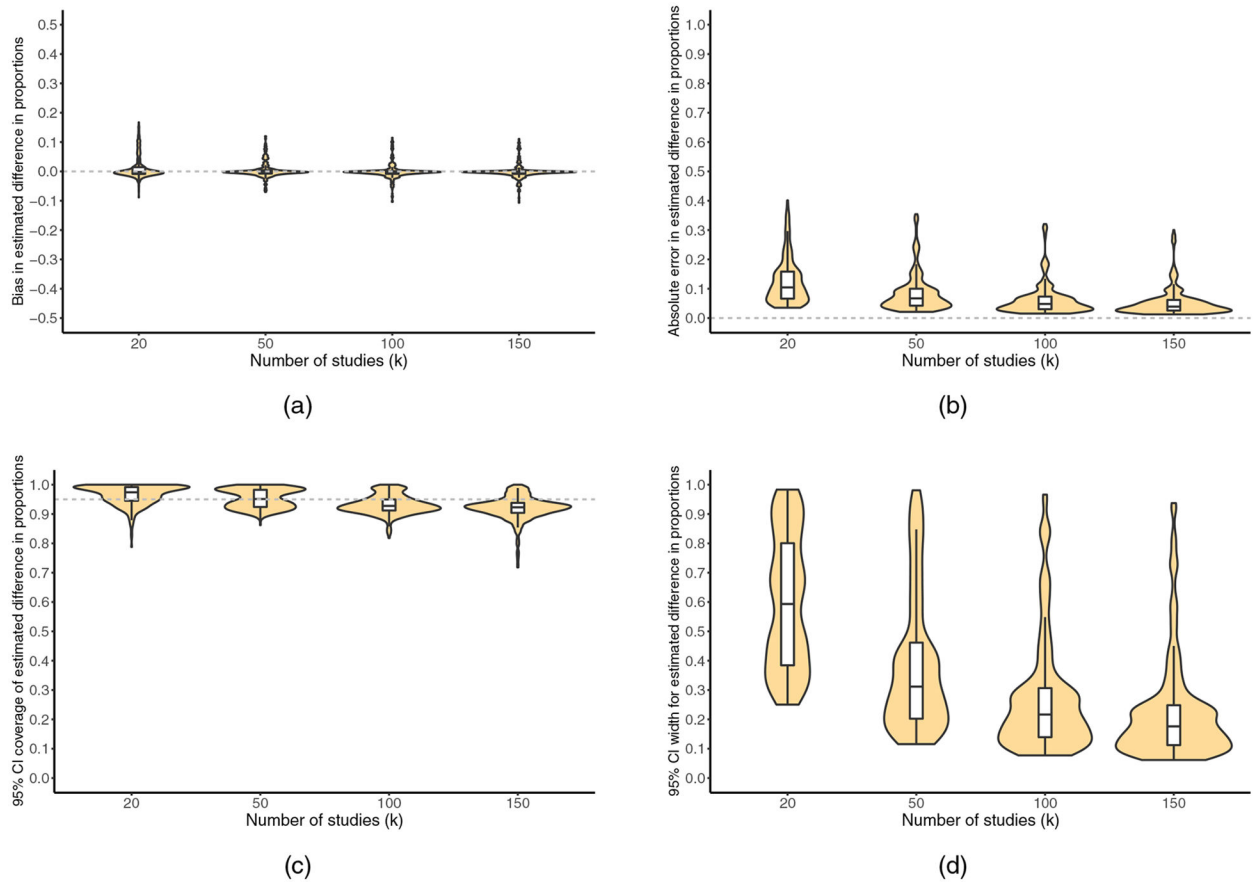 Bias in estimated difference in proportions
0.5
0.4
0.3
0.2
0.1
0.0
−0.1
−0.2
−0.3
−0.4
−0.5
20 50 100 150
Number of studies (k)
(a)
Absolute error in estimated difference in proportions
1.0
0.9
0.8
0.7
0.6
0.5
0.4
0.3
0.2
0.1
0.0
20 50 100 150
Number of studies (k)
(b)
95% CI coverage of estimated difference in proportions
1.0
0.9
0.8
0.7
0.6
0.5
0.4
0.3
0.2
0.1
0.0
20 50 100 150
Number of studies (k)
(c)
95% CI width for estimated difference in proportions
1.0
0.9
0.8
0.7
0.6
0.5
0.4
0.3
0.2
0.1
0.0
20 50 100 150
Number of studies (k)
(d)